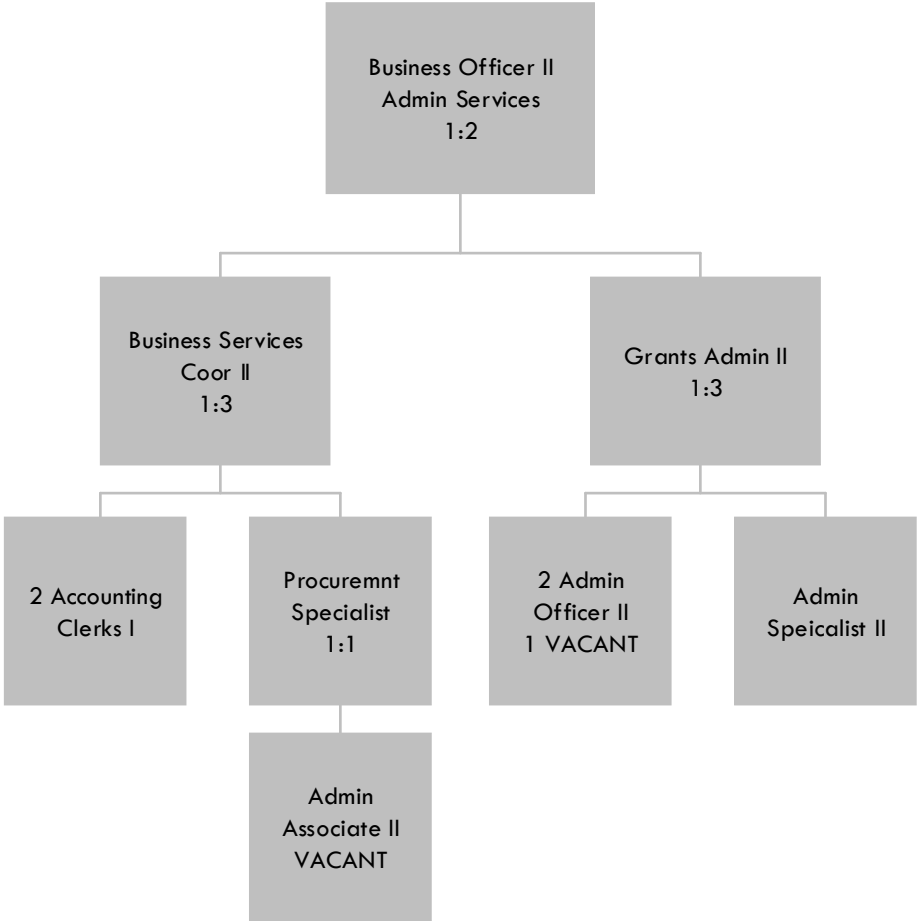 Business Officer II
Admin Services
1:2
Business Services
Coor II
1:3
Grants Admin II
1:3
2 Accounting
Clerks I
Procuremnt
Specialist
1:1
2 Admin
Officer II
1 VACANT
Admin
Speicalist II
Admin
Associate II
VACANT